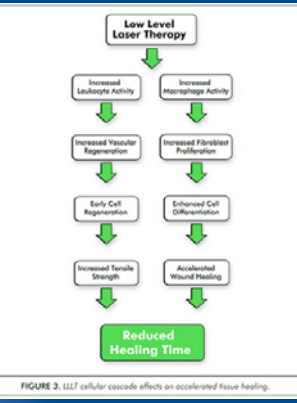 Low Level
Laser Therapy
Increased
Leukocyte Activity
Increased
Macrophage Activity
Increased Vascular
Regeneration
Increased Fibroblast
Proliferation
Early Cell
Regeneration
Enhanced Cell
Differentiation
Increased Tensile
Strength
Accelerated
Wound Healing
Reduced
Healing Time
FIGURE 3. LLLT cellular cascade effects on accelerated tissue healing.